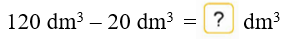 120 dm³ – 20 dm³ = ? dm³